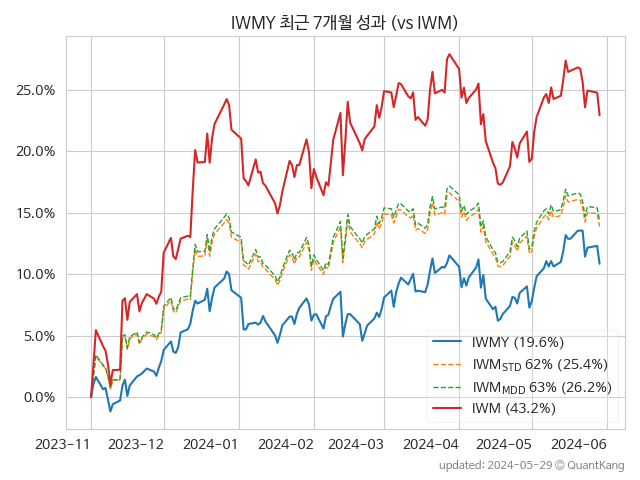 IWMY 최근 7개월 성과 (vs IWM)
25.0%
20.0%
15.0%
10.0%
5.0%
0.0%
IWMY (19.6%)
IWM_STD 62% (25.4%)
IWM_MDD 63% (26.2%)
IWM (43.2%)
2023-11 2023-12 2024-01 2024-02 2024-03 2024-04 2024-05 2024-06
updated: 2024-05-29 © QuantKang